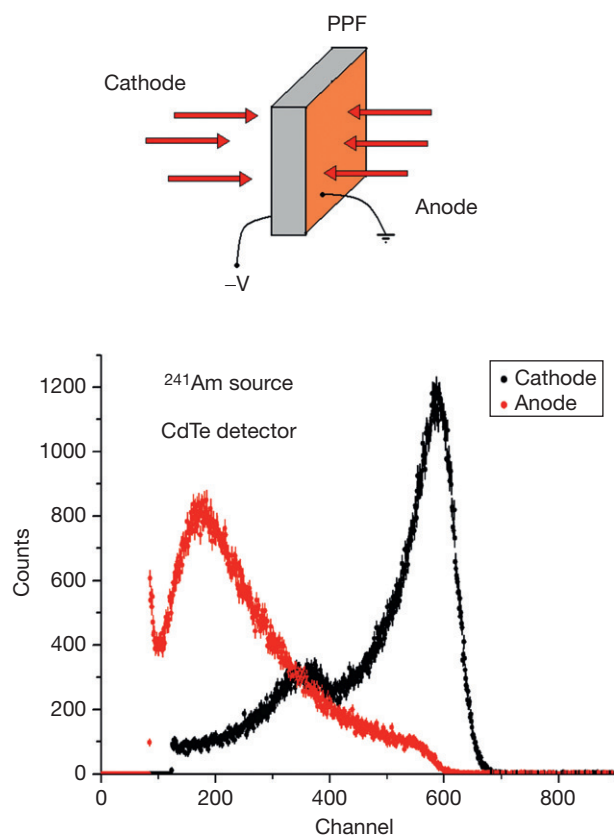 PPF
Cathode
Anode
–V
²⁴¹Am source
CdTe detector
Cathode
Anode
1200
1000
800
600
400
200
0
Counts
0 200 400 600 800
Channel